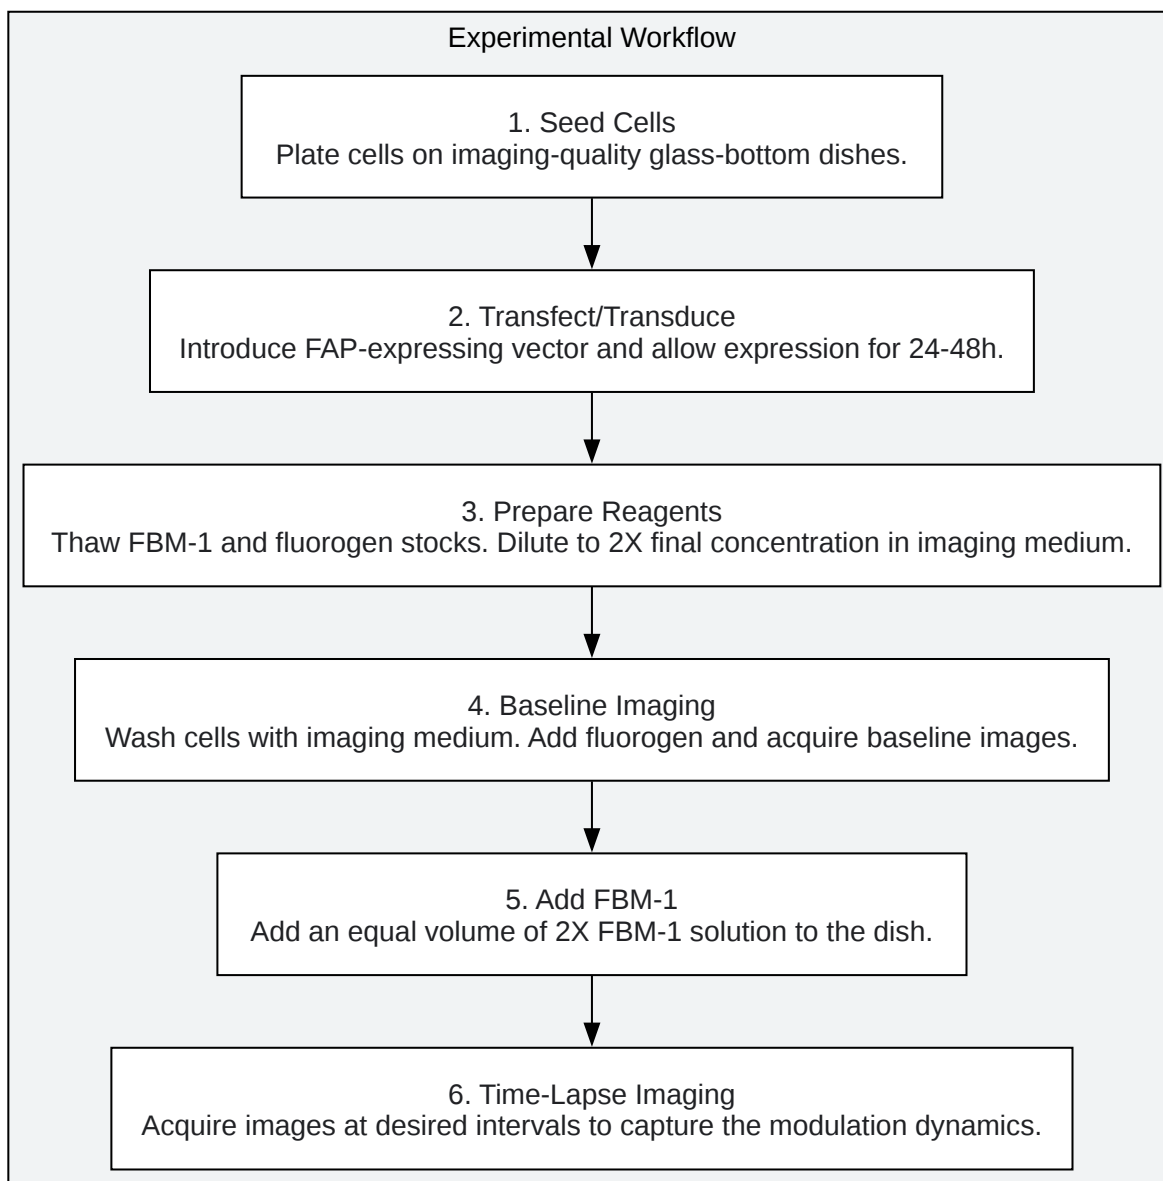 Experimental Workflow
1. Seed Cells
Plate cells on imaging-quality glass-bottom dishes.
2. Transfect/Transduce
Introduce FAP-expressing vector and allow expression for 24-48h.
3. Prepare Reagents
Thaw FBM-1 and fluorogen stocks. Dilute to 2X final concentration in imaging medium.
4. Baseline Imaging
Wash cells with imaging medium. Add fluorogen and acquire baseline images.
5. Add FBM-1
Add an equal volume of 2X FBM-1 solution to the dish.
6. Time-Lapse Imaging
Acquire images at desired intervals to capture the modulation dynamics.